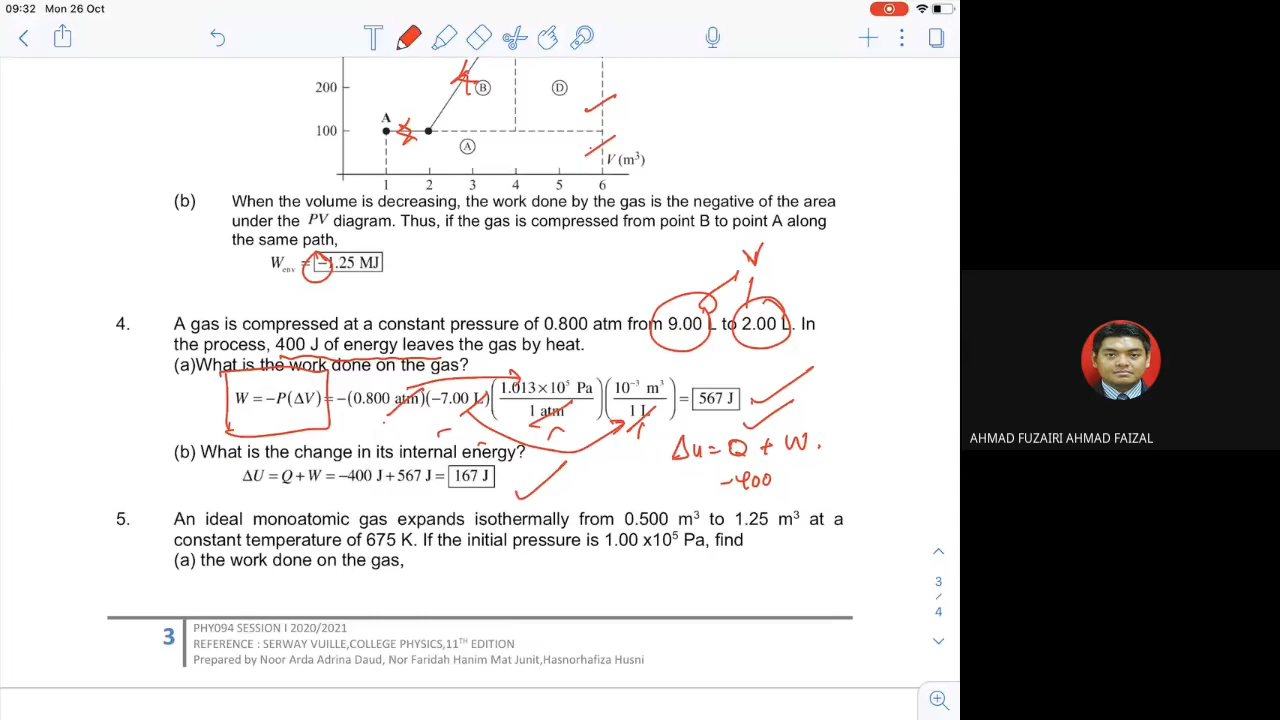 09:32 Mon 26 Oct
T
200
B
D
A
100
A
V (m³)
1 2 3 4 5 6
(b) When the volume is decreasing, the work done by the gas is the negative of the area
under the PV diagram. Thus, if the gas is compressed from point B to point A along
the same path,
W_env = −1.25 MJ
V
4. A gas is compressed at a constant pressure of 0.800 atm from 9.00 L to 2.00 L. In
the process, 400 J of energy leaves the gas by heat.
(a)What is the work done on the gas?
W = −P(ΔV) = −(0.800 atm)(−7.00 L)(1.013×10⁵ Pa / 1 atm)(10⁻³ m³ / 1 L) = 567 J
Δu = Q + W.
−400
(b) What is the change in its internal energy?
ΔU = Q + W = −400 J + 567 J = 167 J
5. An ideal monoatomic gas expands isothermally from 0.500 m³ to 1.25 m³ at a
constant temperature of 675 K. If the initial pressure is 1.00 x10⁵ Pa, find
(a) the work done on the gas,
3
/
4
3
PHY094 SESSION I 2020/2021
REFERENCE : SERWAY VUILLE,COLLEGE PHYSICS,11TH EDITION
Prepared by Noor Arda Adrina Daud, Nor Faridah Hanim Mat Junit,Hasnorhafiza Husni
AHMAD FUZAIRI AHMAD FAIZAL